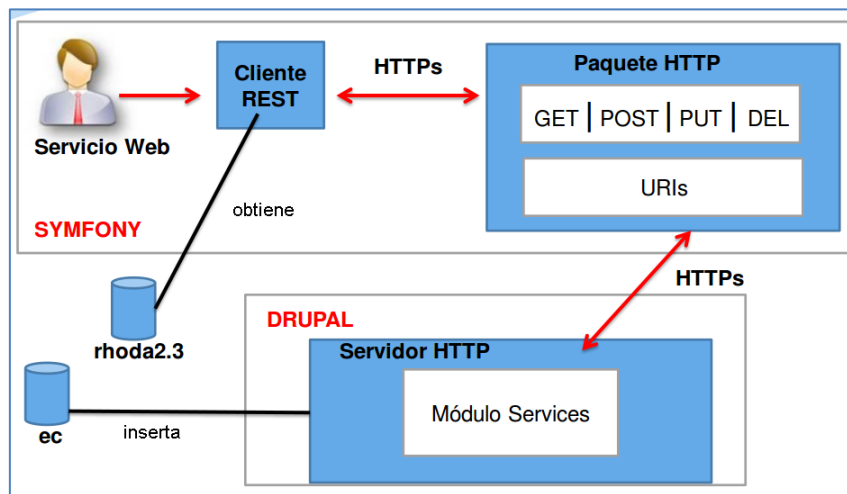 Cliente
REST
HTTPs
Paquete HTTP
GET | POST | PUT | DEL
URIs
Servicio Web
obtiene
SYMFONY
HTTPs
rhoda2.3
DRUPAL
Servidor HTTP
Módulo Services
ec
inserta